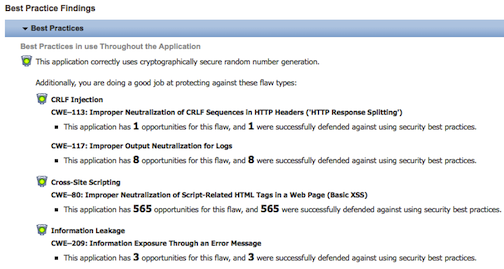 Best Practice Findings
Best Practices
Best Practices in use Throughout the Application
This application correctly uses cryptographically secure random number generation.
Additionally, you are doing a good job at protecting against these flaw types:
CRLF Injection
CWE–113: Improper Neutralization of CRLF Sequences in HTTP Headers ('HTTP Response Splitting')
▪ This application has 1 opportunities for this flaw, and 1 were successfully defended against using security best practices.
CWE–117: Improper Output Neutralization for Logs
▪ This application has 8 opportunities for this flaw, and 8 were successfully defended against using security best practices.
Cross-Site Scripting
CWE–80: Improper Neutralization of Script-Related HTML Tags in a Web Page (Basic XSS)
▪ This application has 565 opportunities for this flaw, and 565 were successfully defended against using security best practices.
Information Leakage
CWE–209: Information Exposure Through an Error Message
▪ This application has 3 opportunities for this flaw, and 3 were successfully defended against using security best practices.